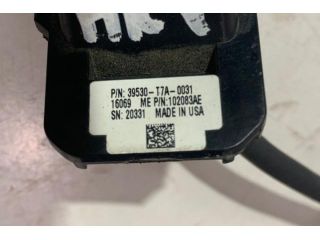 P/N: 39530-T7A-0031
16069 ME P/N:102083AE
SN: 20331 MADE IN USA